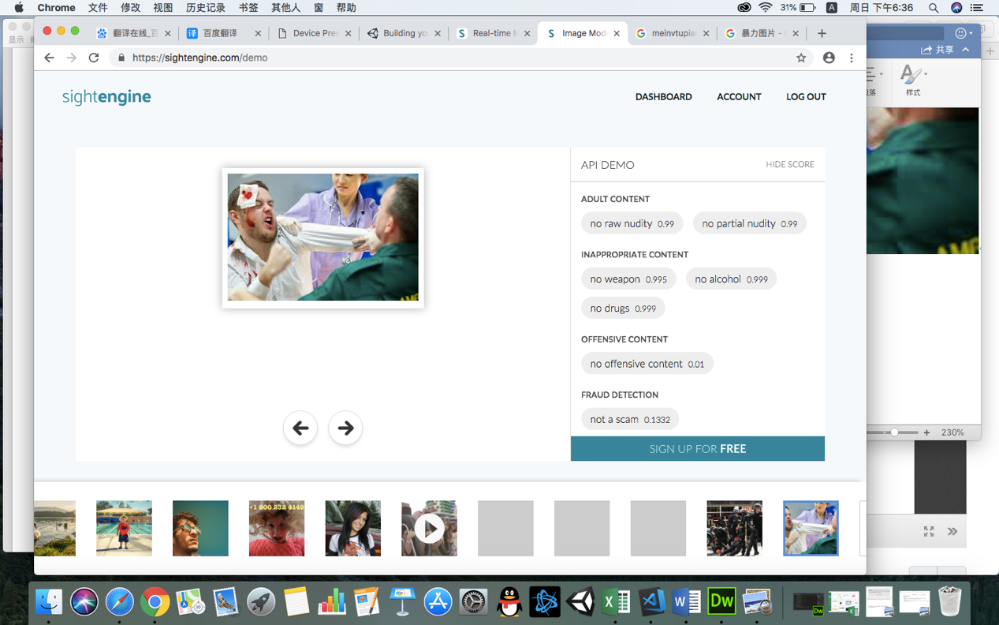 Chrome 文件 修改 视图 历史记录 书签 其他人 窗 帮助 31% A 周日 下午6:36
翻译在线_百 百度翻译 Device Prev Building yo Real-time M Image Mod meinvtupia 暴力图片 -
https://sightengine.com/demo
共享
显示
样式
sightengine DASHBOARD ACCOUNT LOG OUT
API DEMO HIDE SCORE
ADULT CONTENT
no raw nudity 0.99 no partial nudity 0.99
INAPPROPRIATE CONTENT
no weapon 0.995 no alcohol 0.999
no drugs 0.999
OFFENSIVE CONTENT
no offensive content 0.01
FRAUD DETECTION
not a scam 0.1332
230%
SIGN UP FOR FREE
+1 800 232 4149
Dw